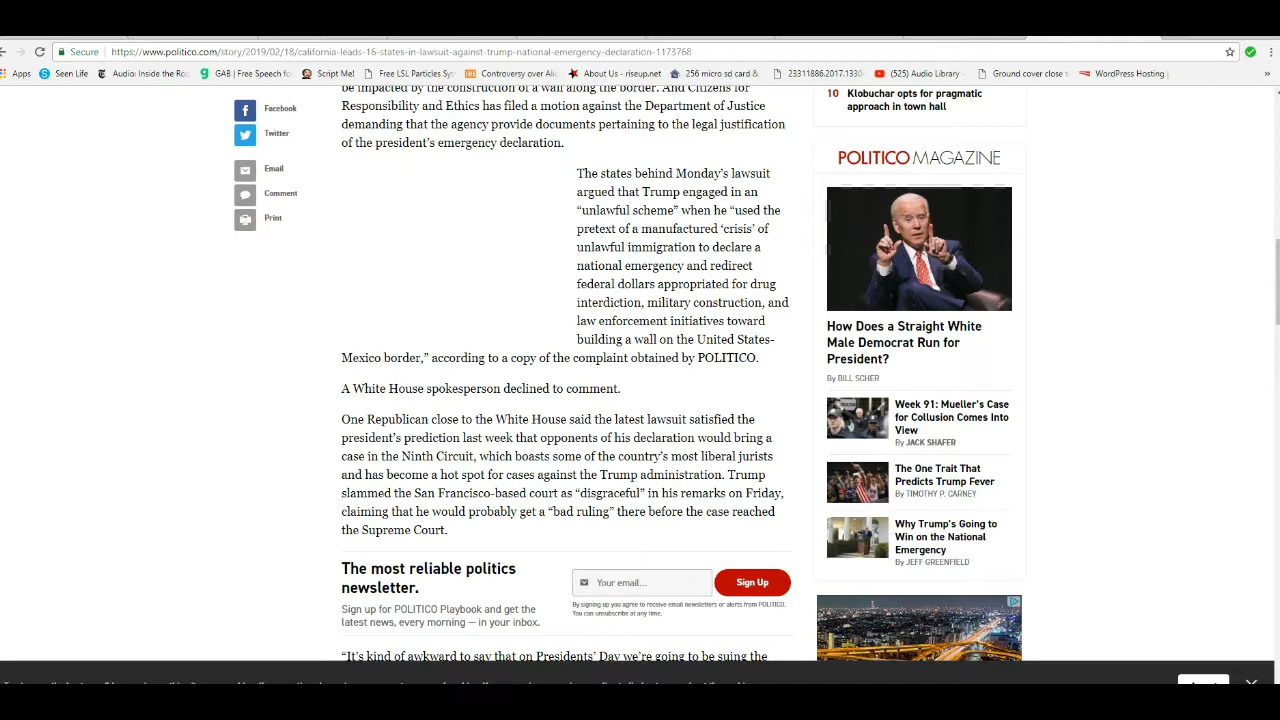 Secure
https://www.politico.com/story/2019/02/18/california-leads-16-states-in-lawsuit-against-trump-national-emergency-declaration-1173768
Apps
Seen Life
Audio: Inside the Roc
GAB | Free Speech fo
Script Me!
Free LSL Particles Sys
Controversy over Alic
About Us - riseup.net
256 micro sd card &
23311886.2017.1330
(525) Audio Library
Ground cover close to
WordPress Hosting |
»
be impacted by the construction of a wall along the border. And Citizens for
Responsibility and Ethics has filed a motion against the Department of Justice
demanding that the agency provide documents pertaining to the legal justification
of the president's emergency declaration.
Facebook
Twitter
Email
Comment
Print
The states behind Monday's lawsuit
argued that Trump engaged in an
“unlawful scheme” when he “used the
pretext of a manufactured ‘crisis’ of
unlawful immigration to declare a
national emergency and redirect
federal dollars appropriated for drug
interdiction, military construction, and
law enforcement initiatives toward
building a wall on the United States-
Mexico border,” according to a copy of the complaint obtained by POLITICO.
A White House spokesperson declined to comment.
One Republican close to the White House said the latest lawsuit satisfied the
president's prediction last week that opponents of his declaration would bring a
case in the Ninth Circuit, which boasts some of the country's most liberal jurists
and has become a hot spot for cases against the Trump administration. Trump
slammed the San Francisco-based court as “disgraceful” in his remarks on Friday,
claiming that he would probably get a “bad ruling” there before the case reached
the Supreme Court.
The most reliable politics
newsletter.
Sign up for POLITICO Playbook and get the
latest news, every morning — in your inbox.
Your email...
Sign Up
By signing up you agree to receive email newsletters or alerts from POLITICO.
You can unsubscribe at any time.
“It's kind of awkward to say that on Presidents' Day we're going to be suing the
10 Klobuchar opts for pragmatic
approach in town hall
POLITICO MAGAZINE
How Does a Straight White
Male Democrat Run for
President?
By BILL SCHER
Week 91: Mueller's Case
for Collusion Comes Into
View
By JACK SHAFER
The One Trait That
Predicts Trump Fever
By TIMOTHY P. CARNEY
Why Trump's Going to
Win on the National
Emergency
By JEFF GREENFIELD